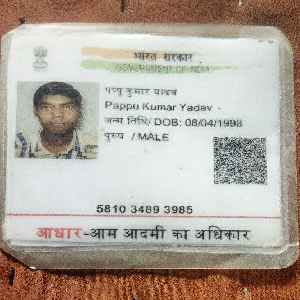 भारत सरकार
GOVERNMENT OF INDIA
पप्पू कुमार यादव
Pappu Kumar Yadav
जन्म तिथि/ DOB: 08/04/1998
पुरुष / MALE
5810 3489 3985
आधार-आम आदमी का अधिकार